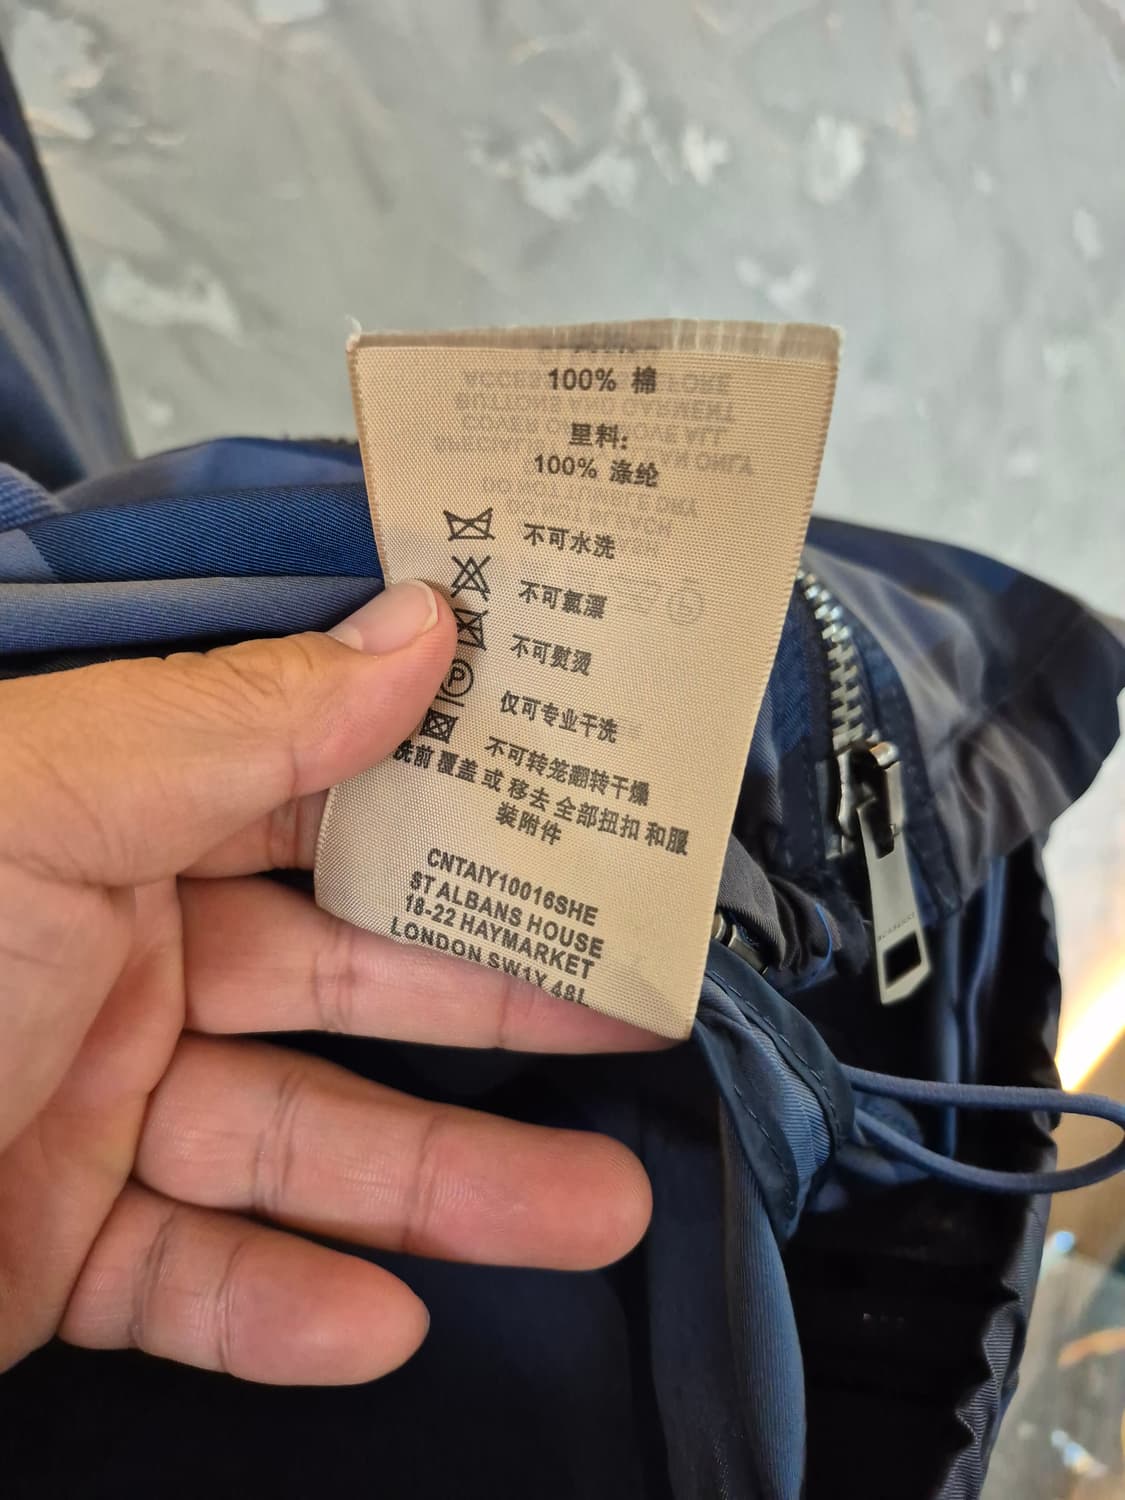 100% 棉
里料:
100% 涤纶
不可水洗
不可氯漂
不可熨烫
P
仅可专业干洗
不可转笼翻转干燥
洗前覆盖或移去全部扭扣和服
装附件
CNTAIY10016SHE
ST ALBANS HOUSE
18-22 HAYMARKET
LONDON SW1Y 4SL